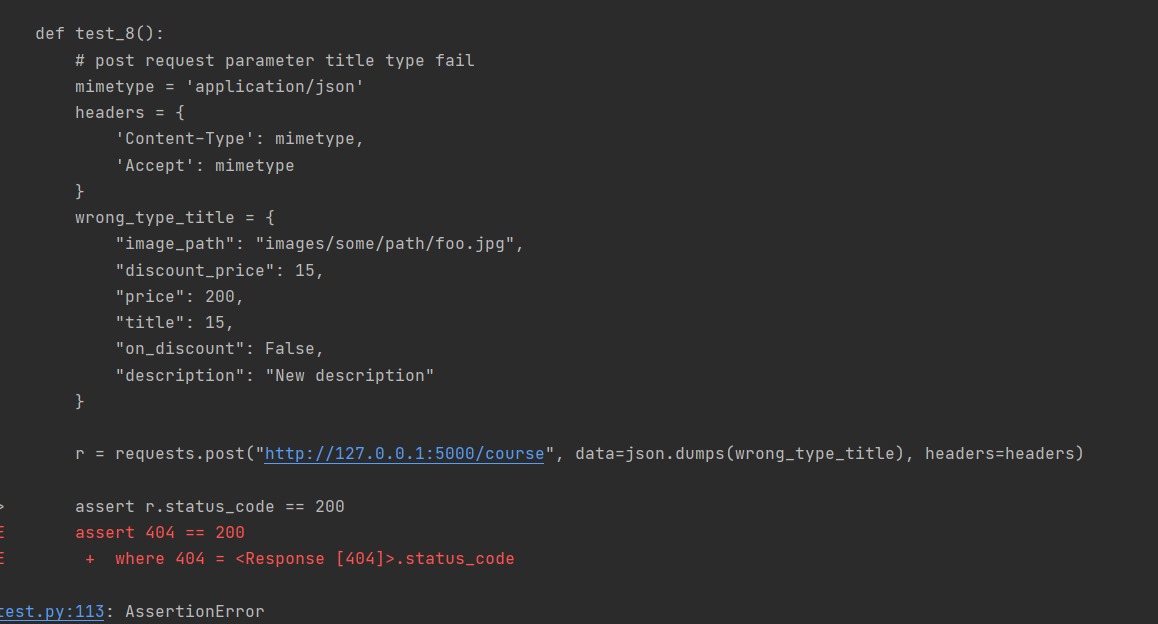 def test_8():
    # post request parameter title type fail
    mimetype = 'application/json'
    headers = {
        'Content-Type': mimetype,
        'Accept': mimetype
    }
    wrong_type_title = {
        "image_path": "images/some/path/foo.jpg",
        "discount_price": 15,
        "price": 200,
        "title": 15,
        "on_discount": False,
        "description": "New description"
    }

    r = requests.post("http://127.0.0.1:5000/course", data=json.dumps(wrong_type_title), headers=headers)

>       assert r.status_code == 200
E       assert 404 == 200
E        +  where 404 = <Response [404]>.status_code

test.py:113: AssertionError